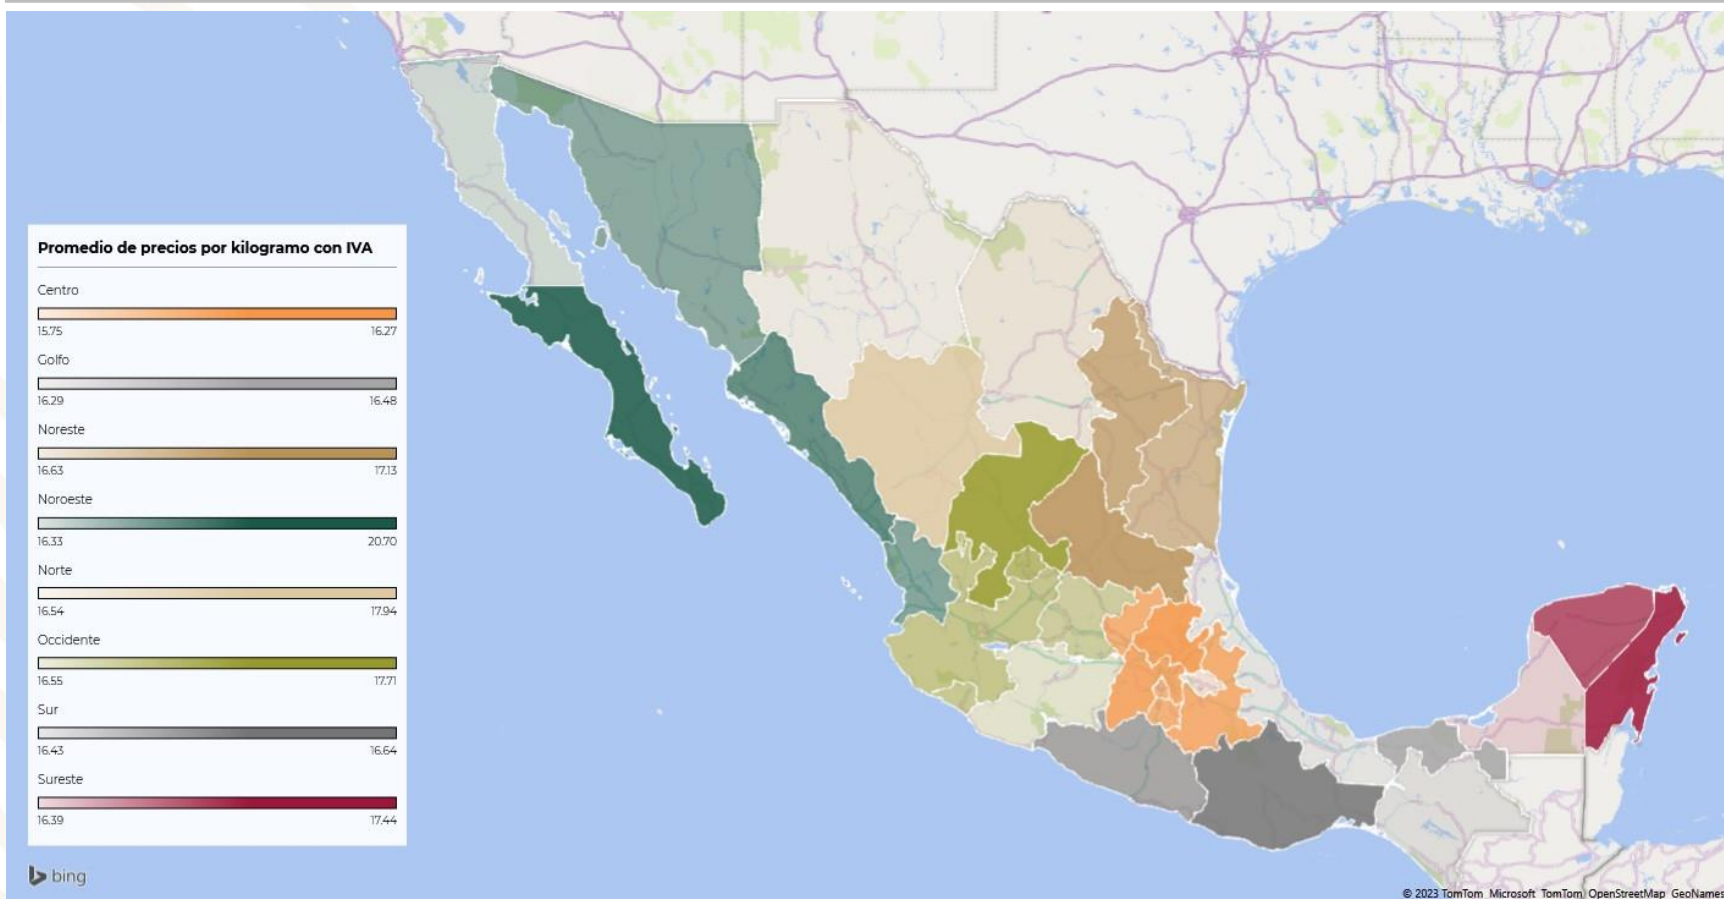 Promedio de precios por kilogramo con IVA
Centro
15.75 16.27
Golfo
16.29 16.48
Noreste
16.63 17.13
Noroeste
16.33 20.70
Norte
16.54 17.94
Occidente
16.55 17.71
Sur
16.43 16.64
Sureste
16.39 17.44
bing
© 2023 TomTom Microsoft TomTom OpenStreetMap GeoNames